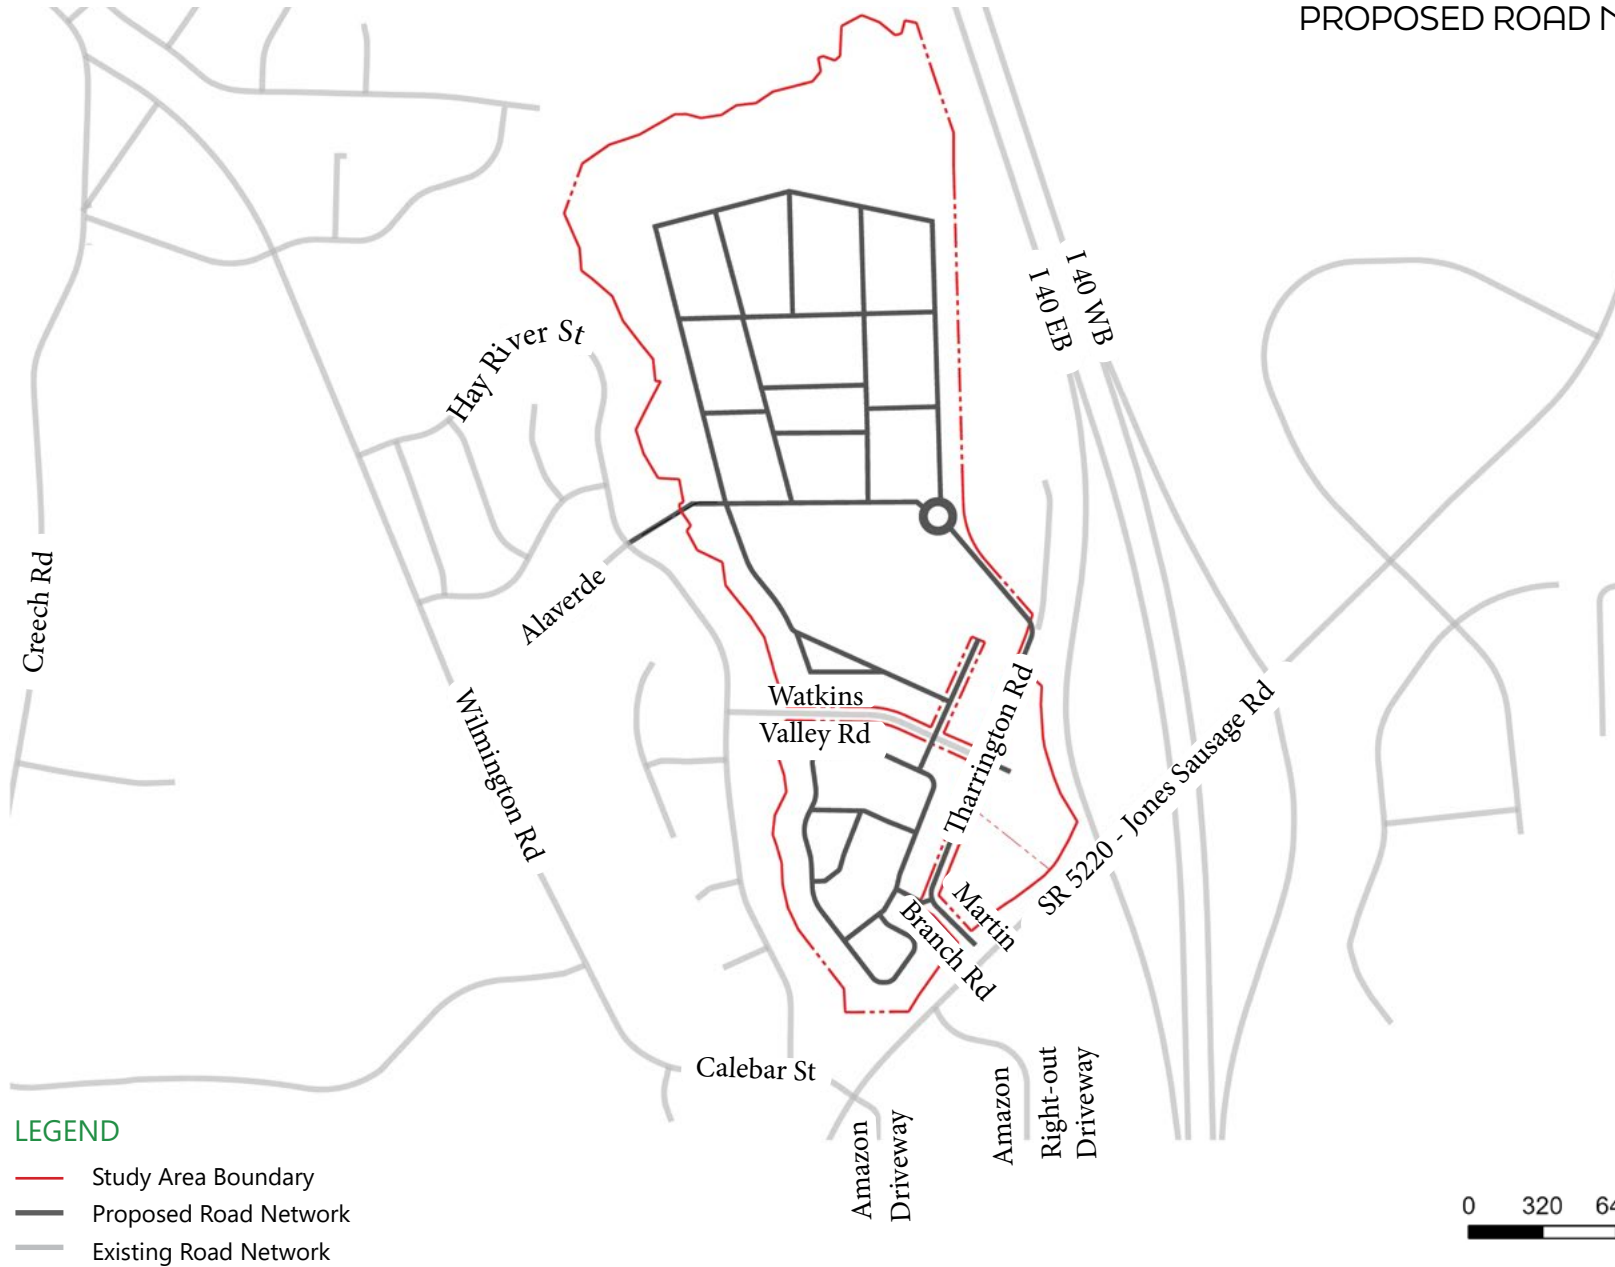 PROPOSED ROAD N
I 40 WB
I 40 EB
Hay River St
Creech Rd
Alaverde
Watkins
Valley Rd
Tharrington Rd
Wilmington Rd
SR 5220 - Jones Sausage Rd
Martin
Branch Rd
Calebar St
Amazon
Driveway
Amazon
Right-out
Driveway
LEGEND
Study Area Boundary
Proposed Road Network
Existing Road Network
0 320 64